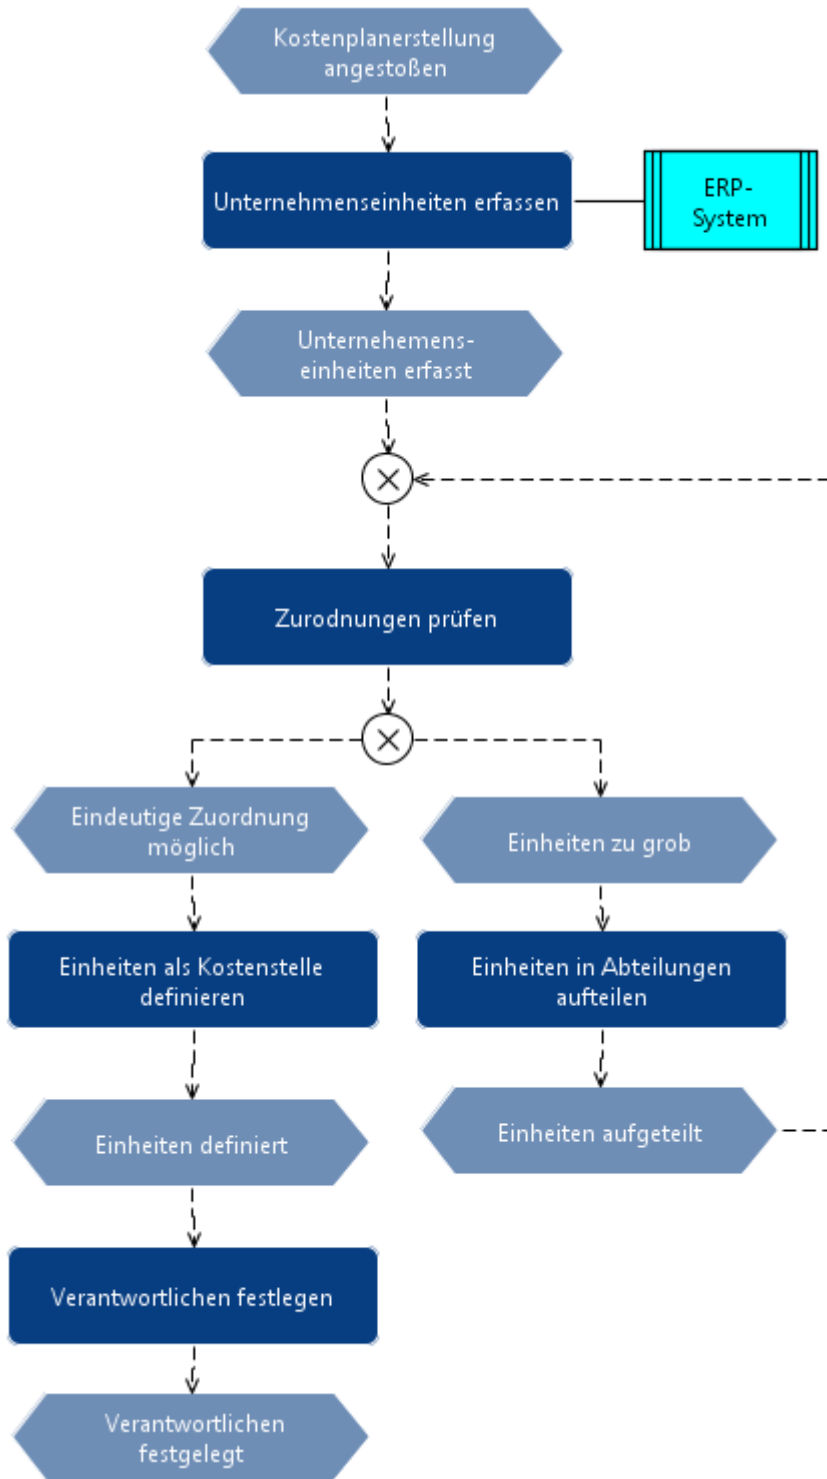 Kostenplanerstellung
angestoßen
Unternehmenseinheiten erfassen
ERP-
System
Unternehemens-
einheiten erfasst
Zurodnungen prüfen
Eindeutige Zuordnung
möglich
Einheiten zu grob
Einheiten als Kostenstelle
definieren
Einheiten in Abteilungen
aufteilen
Einheiten definiert
Einheiten aufgeteilt
Verantwortlichen festlegen
Verantwortlichen
festgelegt